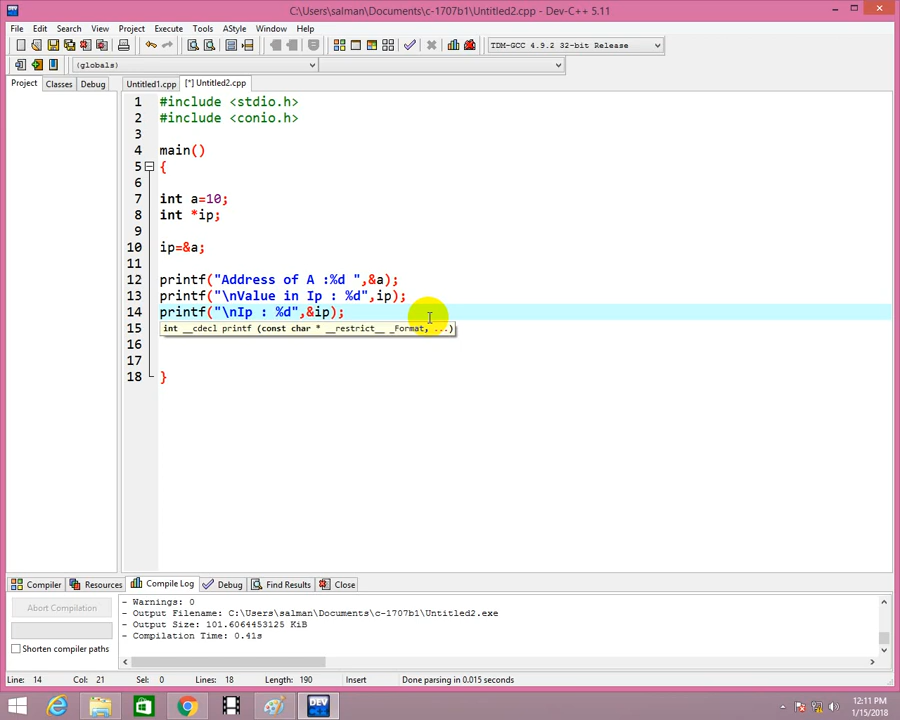 C:\Users\salman\Documents\c-1707b1\Untitled2.cpp - Dev-C++ 5.11
File Edit Search View Project Execute Tools AStyle Window Help
TDM-GCC 4.9.2 32-bit Release
(globals)
Project Classes Debug Untitled1.cpp [*] Untitled2.cpp
1 #include <stdio.h>
2 #include <conio.h>
3
4 main()
5 {
6
7 int a=10;
8 int *ip;
9
10 ip=&a;
11
12 printf("Address of A :%d ",&a);
13 printf("\nValue in Ip : %d",ip);
14 printf("\nIp : %d",&ip);
15 int __cdecl printf (const char * __restrict__ _Format, ...)
16
17
18 }
Compiler Resources Compile Log Debug Find Results Close
Abort Compilation
Shorten compiler paths
- Warnings: 0
- Output Filename: C:\Users\salman\Documents\c-1707b1\Untitled2.exe
- Output Size: 101.6064453125 KiB
- Compilation Time: 0.41s
Line: 14 Col: 21 Sel: 0 Lines: 18 Length: 190 Insert Done parsing in 0.015 seconds
DEV
12:11 PM
1/15/2018